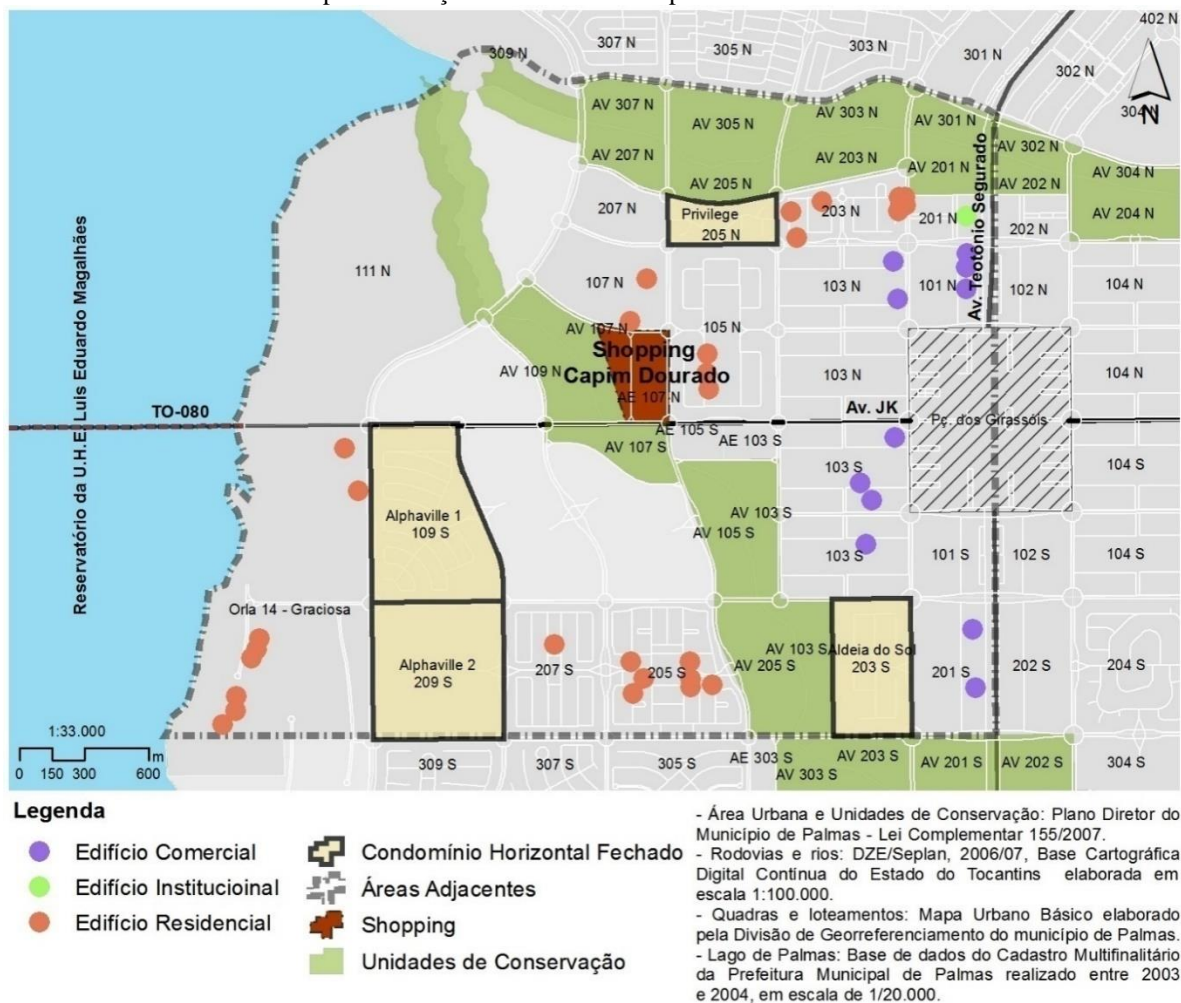 402 N
307 N
305 N
303 N
301 N
302 N
304 N
N
309 N
AV 307 N
AV 305 N
AV 303 N
AV 301 N
AV 302 N
AV 304 N
AV 207 N
AV 205 N
AV 203 N
AV 201 N
AV 202 N
AV 204 N
Av. Teotônio Segurado
207 N
Privilege
205 N
203 N
201 N
202 N
111 N
107 N
105 N
103 N
101 N
102 N
104 N
Reservatório da U.H.E. Luis Eduardo Magalhães
AV 107 N
Shopping
Capim Dourado
AV 109 N
AE 107 N
103 N
104 N
TO-080
Av. JK
Pç. dos Girassóis
AE 105 S
AE 103 S
AV 107 S
103 S
104 S
Alphaville 1
109 S
AV 103 S
AV 105 S
103 S
101 S
102 S
104 S
Orla 14 - Graciosa
Alphaville 2
209 S
207 S
205 S
AV 103 S
AV 205 S
Aldeia do Sol
203 S
201 S
202 S
204 S
1:33.000
0 150 300 600 m
309 S
307 S
305 S
AE 303 S
AV 303 S
AV 203 S
AV 201 S
AV 202 S
304 S
Legenda
Edifício Comercial
Edifício Institucioinal
Edifício Residencial
Condomínio Horizontal Fechado
Áreas Adjacentes
Shopping
Unidades de Conservação
- Área Urbana e Unidades de Conservação: Plano Diretor do
Município de Palmas - Lei Complementar 155/2007.
- Rodovias e rios: DZE/Seplan, 2006/07, Base Cartográfica
Digital Contínua do Estado do Tocantins elaborada em
escala 1:100.000.
- Quadras e loteamentos: Mapa Urbano Básico elaborado
pela Divisão de Georreferenciamento do município de Palmas.
- Lago de Palmas: Base de dados do Cadastro Multifinalitário
da Prefeitura Municipal de Palmas realizado entre 2003
e 2004, em escala de 1/20.000.